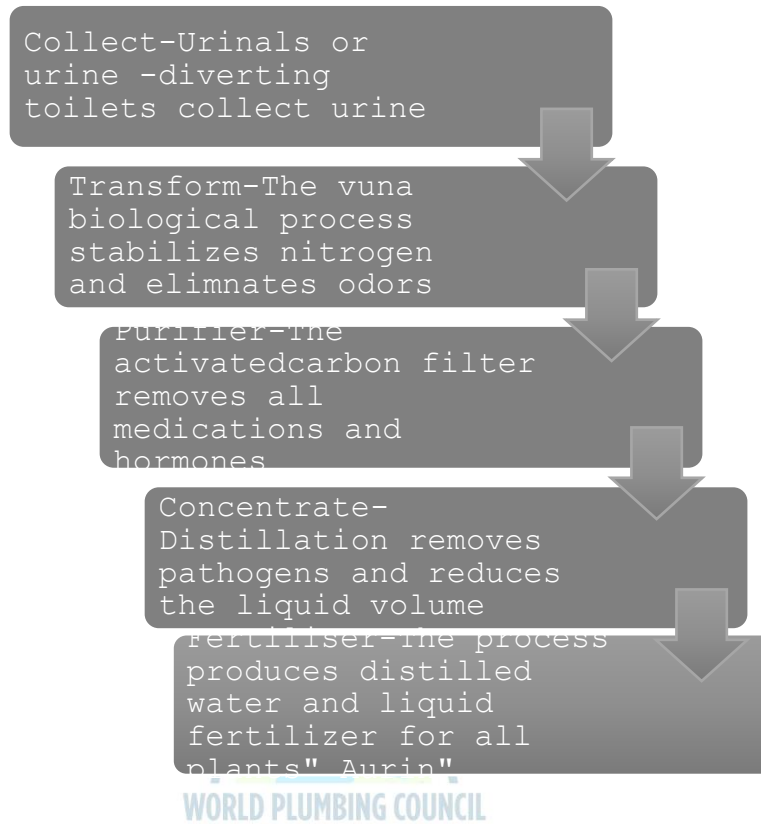 Collect-Urinals or
urine -diverting
toilets collect urine
Transform-The vuna
biological process
stabilizes nitrogen
and elimnates odors
Purifier-The
activatedcarbon filter
removes all
medications and
hormones
Concentrate-
Distillation removes
pathogens and reduces
the liquid volume
Fertiliser-The process
produces distilled
water and liquid
fertilizer for all
plants" Aurin"
WORLD PLUMBING COUNCIL